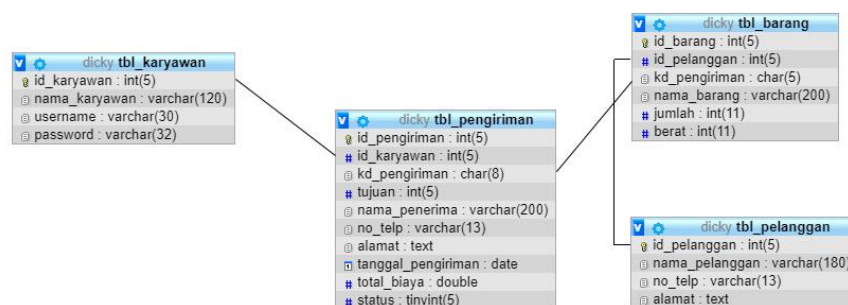 dicky tbl_karyawan
id_karyawan : int(5)
nama_karyawan : varchar(120)
username : varchar(30)
password : varchar(32)
dicky tbl_pengiriman
id_pengiriman : int(5)
id_karyawan : int(5)
kd_pengiriman : char(8)
tujuan : int(5)
nama_penerima : varchar(200)
no_telp : varchar(13)
alamat : text
tanggal_pengiriman : date
total_biaya : double
status : tinyint(5)
dicky tbl_barang
id_barang : int(5)
id_pelanggan : int(5)
kd_pengiriman : char(5)
nama_barang : varchar(200)
jumlah : int(11)
berat : int(11)
dicky tbl_pelanggan
id_pelanggan : int(5)
nama_pelanggan : varchar(180)
no_telp : varchar(13)
alamat : text